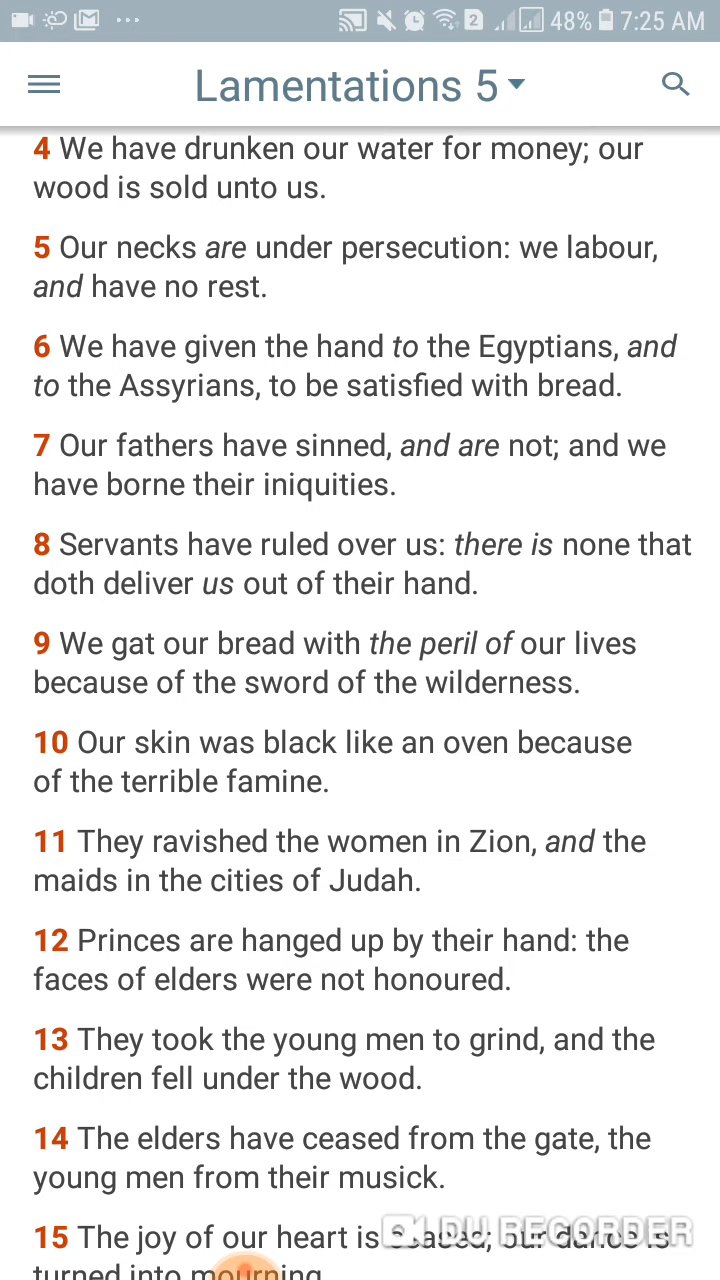 2 48% 7:25 AM
Lamentations 5
4 We have drunken our water for money; our
wood is sold unto us.
5 Our necks are under persecution: we labour,
and have no rest.
6 We have given the hand to the Egyptians, and
to the Assyrians, to be satisfied with bread.
7 Our fathers have sinned, and are not; and we
have borne their iniquities.
8 Servants have ruled over us: there is none that
doth deliver us out of their hand.
9 We gat our bread with the peril of our lives
because of the sword of the wilderness.
10 Our skin was black like an oven because
of the terrible famine.
11 They ravished the women in Zion, and the
maids in the cities of Judah.
12 Princes are hanged up by their hand: the
faces of elders were not honoured.
13 They took the young men to grind, and the
children fell under the wood.
14 The elders have ceased from the gate, the
young men from their musick.
15 The joy of our heart is ceased; our dance is
DU RECORDER
turned into mourning